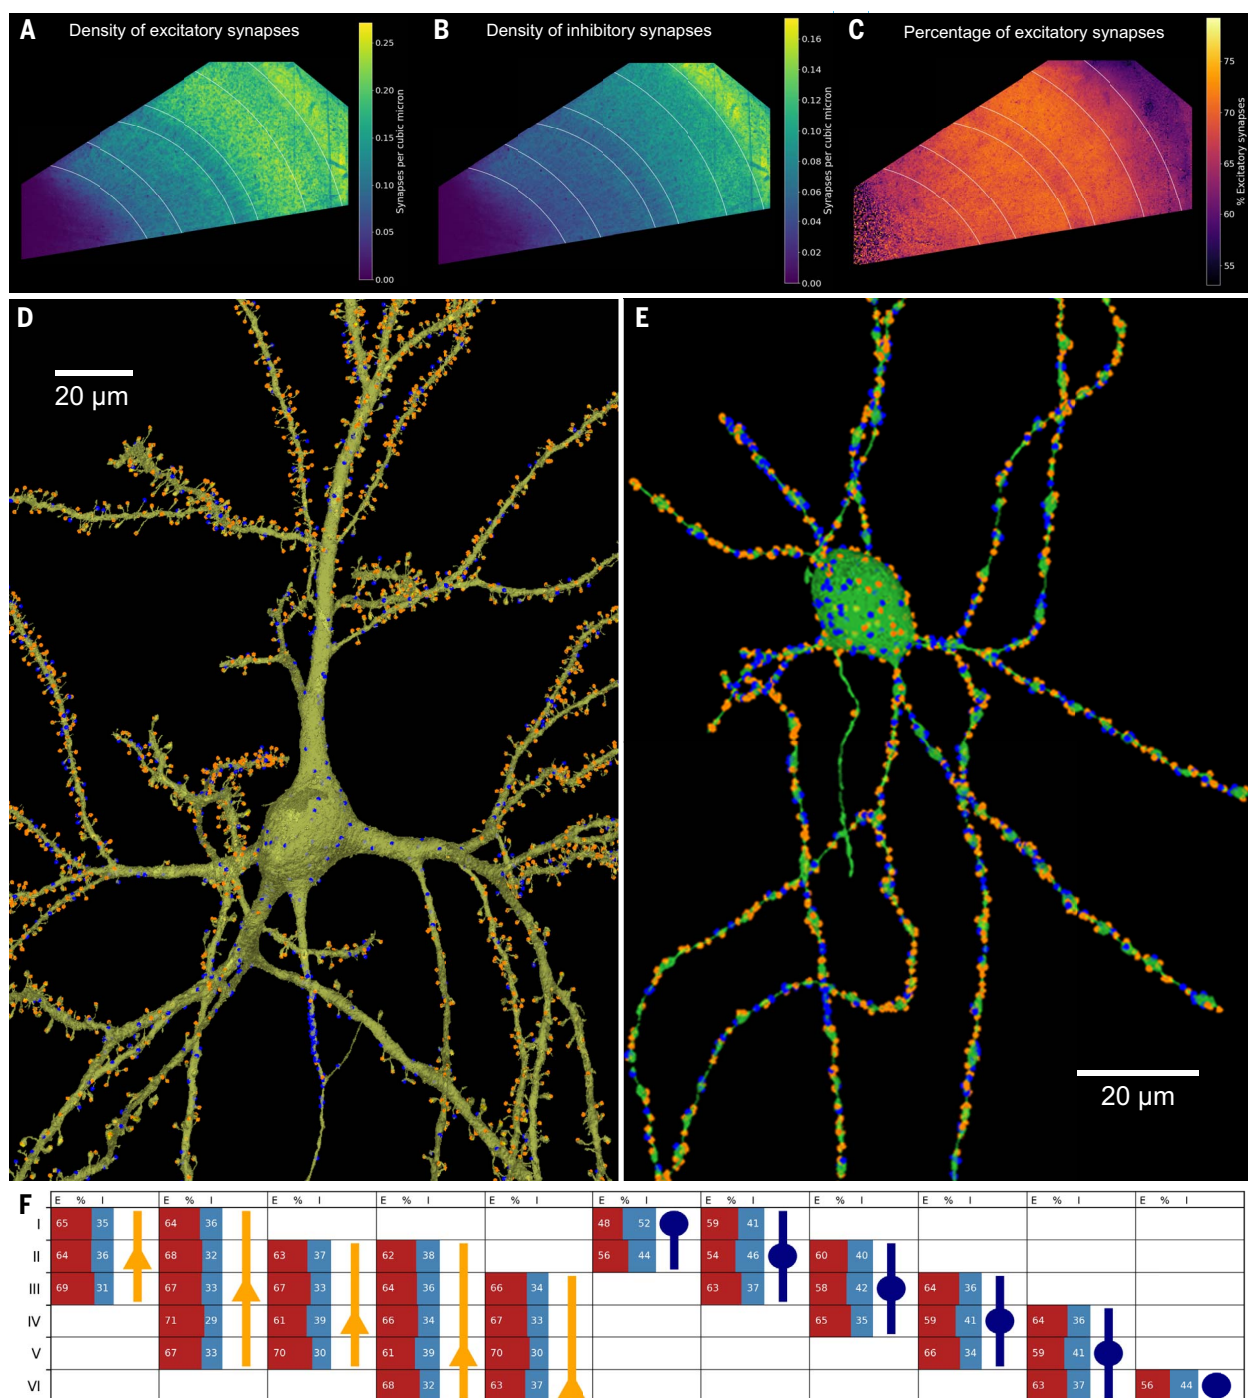 A Density of excitatory synapses
0.25
0.20
0.15
0.10
0.05
0.00
Synapses per cubic micron
B Density of inhibitory synapses
0.16
0.14
0.12
0.10
0.08
0.06
0.04
0.02
0.00
Synapses per cubic micron
C Percentage of excitatory synapses
75
70
65
60
55
% Excitatory synapses
D
20 µm
E
20 µm
F E % I E % I E % I E % I E % I E % I E % I E % I E % I E % I E % I
I 65 35 64 36 48 52 59 41
II 64 36 68 32 63 37 62 38 56 44 54 46 60 40
III 69 31 67 33 67 33 64 36 66 34 63 37 58 42 64 36
IV 71 29 61 39 66 34 67 33 65 35 59 41 64 36
V 67 33 70 30 61 39 70 30 66 34 59 41
VI 68 32 63 37 63 37 56 44